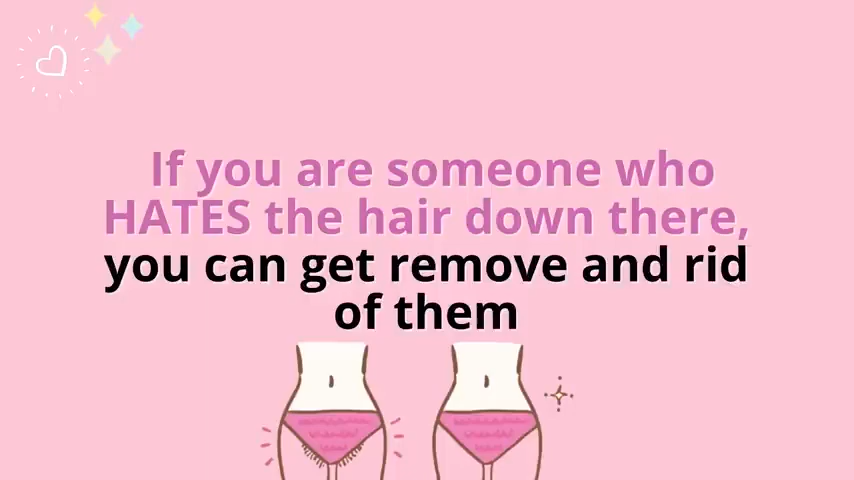 If you are someone who
HATES the hair down there,
you can get remove and rid
of them